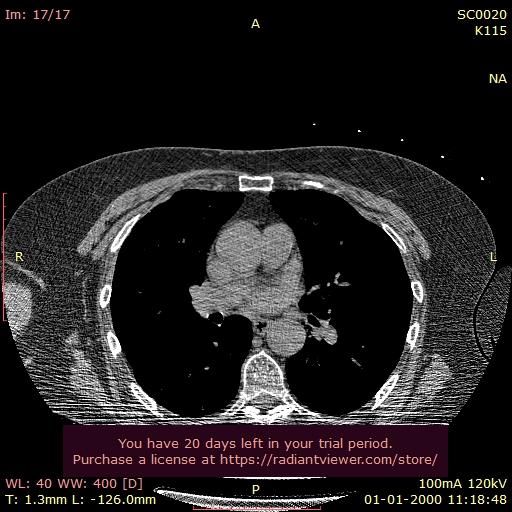 Im: 17/17
SC0020
K115
A
NA
R
L
You have 20 days left in your trial period.
Purchase a license at https://radiantviewer.com/store/
WL: 40 WW: 400 [D]
T: 1.3mm L: -126.0mm
P
100mA 120kV
01-01-2000 11:18:48